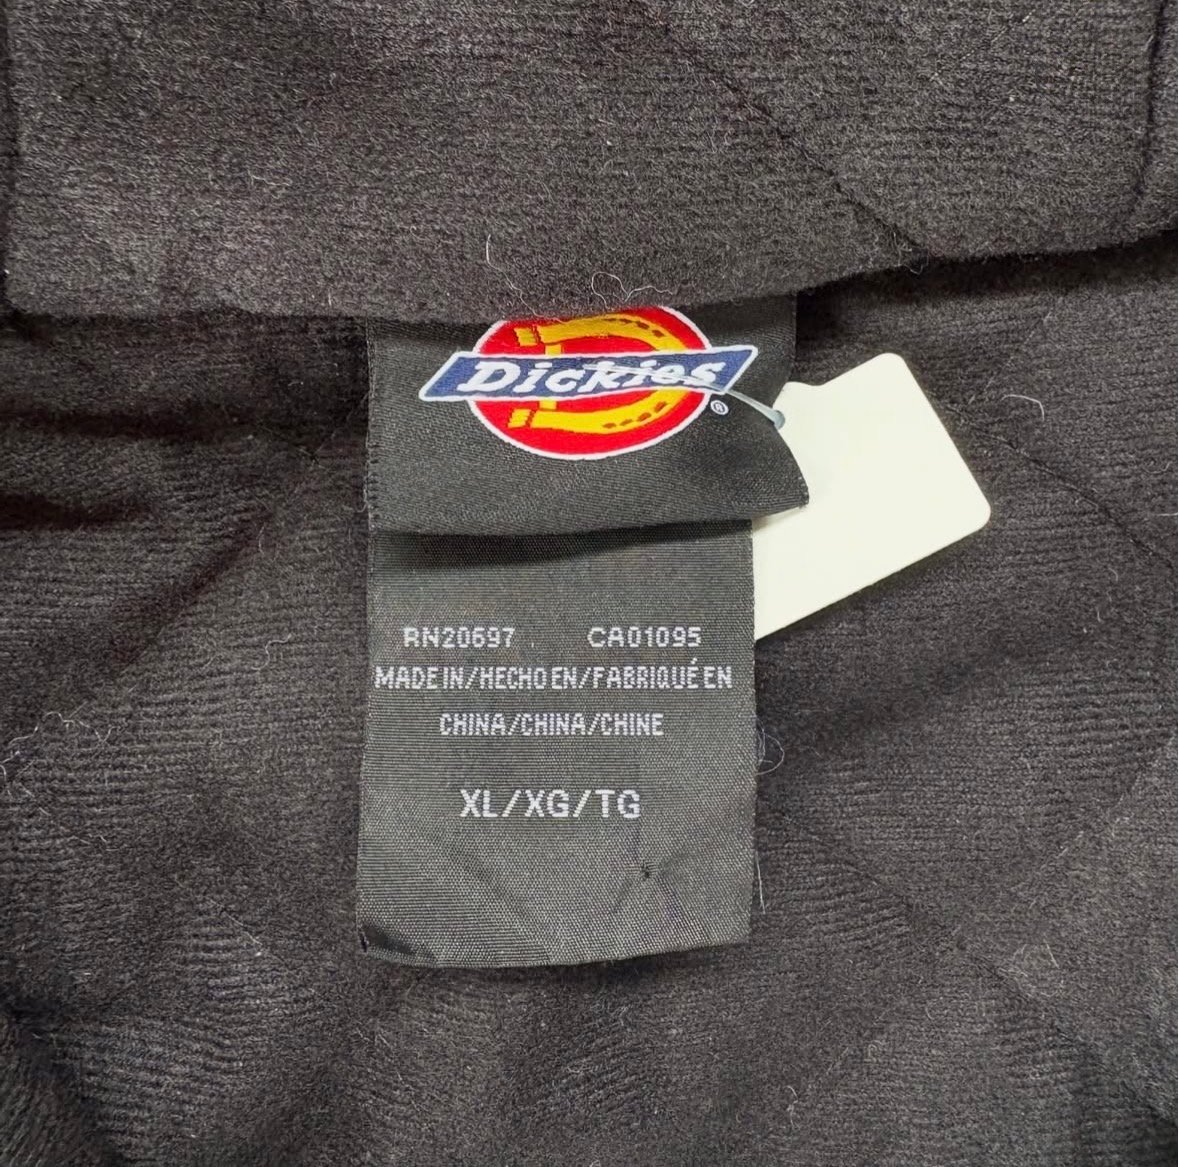 Dickies
®
RN20697 CA01095
MADE IN/HECHO EN/FABRIQUÉ EN
CHINA/CHINA/CHINE
XL/XG/TG